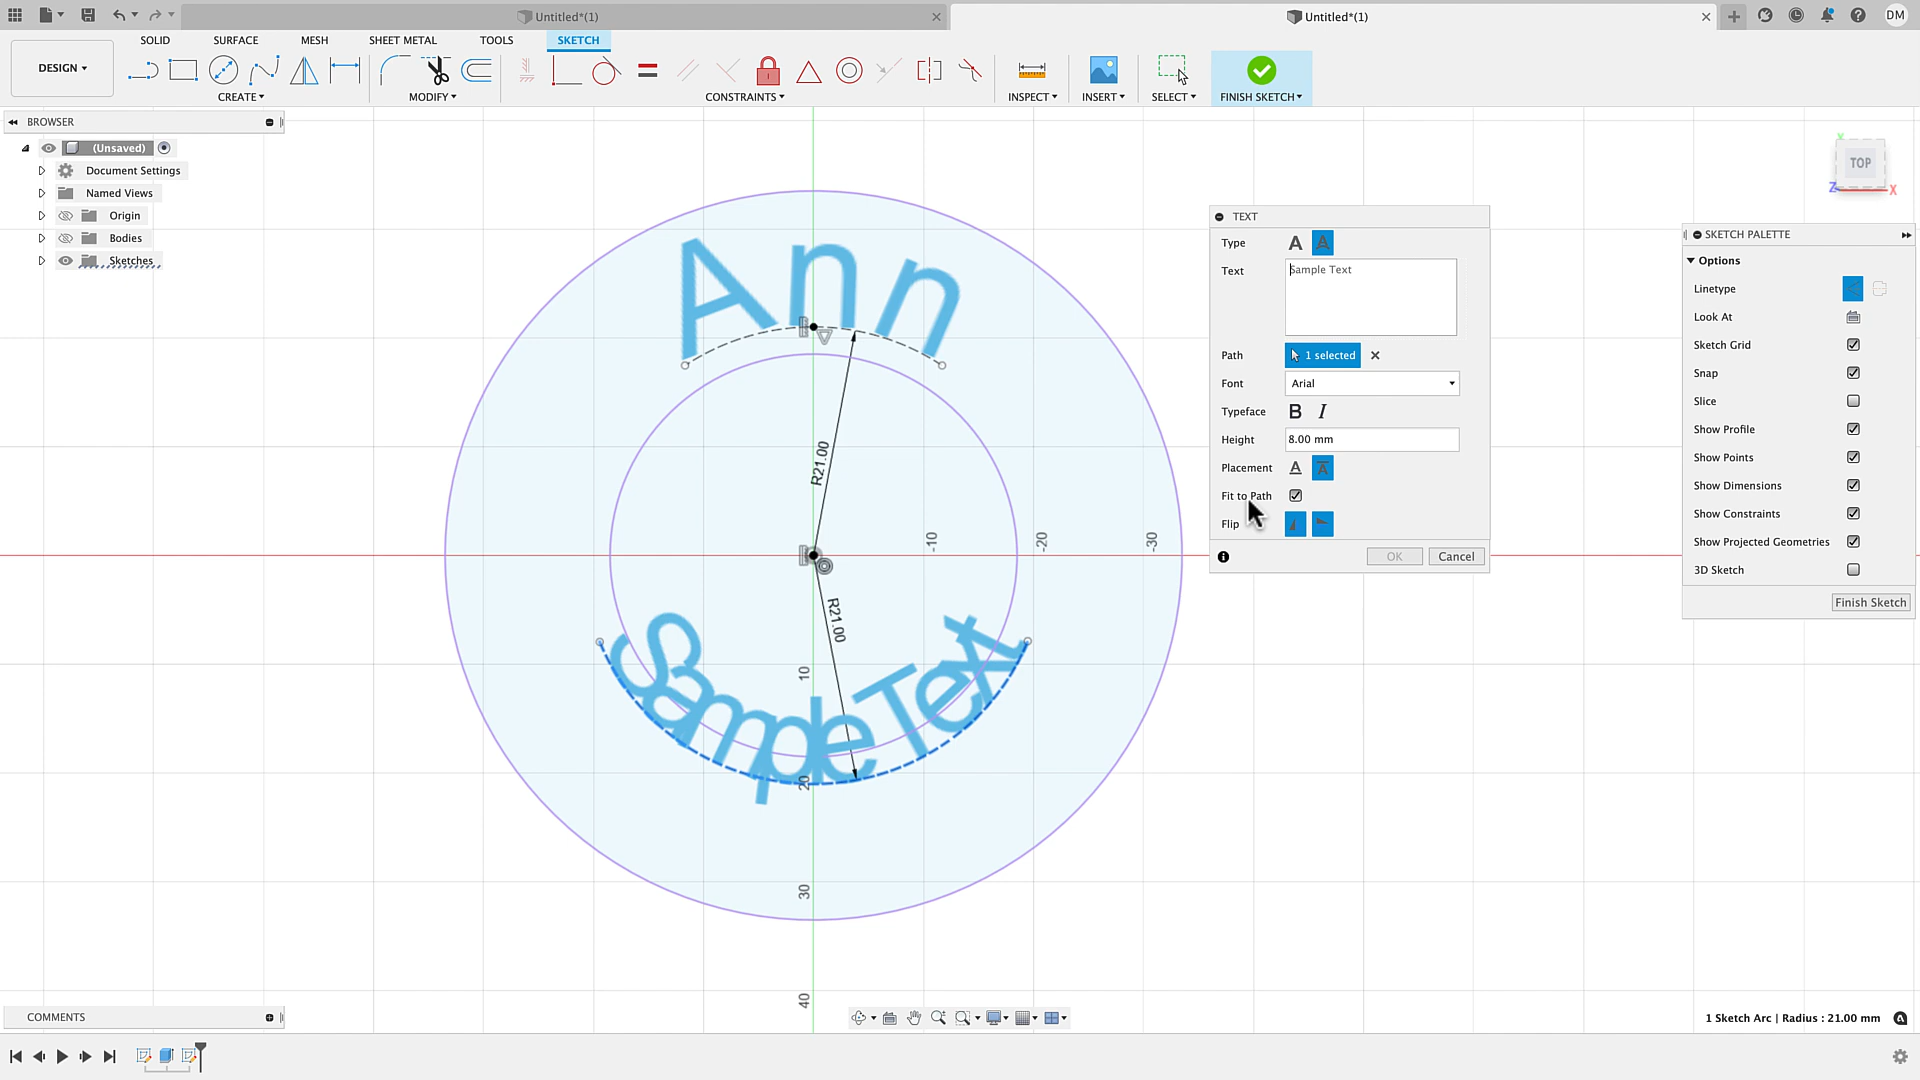 Untitled*(1)
Untitled*(1)
DM
DESIGN
SOLID
SURFACE
MESH
SHEET METAL
TOOLS
SKETCH
CREATE
MODIFY
CONSTRAINTS
INSPECT
INSERT
SELECT
FINISH SKETCH
BROWSER
(Unsaved)
Document Settings
Named Views
Origin
Bodies
Sketches
Ann
R21.00
R21.00
-10
-20
-30
10
20
30
40
Sample Text
TEXT
Type A A
Text
Sample Text
Path
1 selected
Font
Arial
Typeface B I
Height
8.00 mm
Placement A A
Fit to Path
Flip
OK
Cancel
TOP
Y
Z
X
SKETCH PALETTE
Options
Linetype
Look At
Sketch Grid
Snap
Slice
Show Profile
Show Points
Show Dimensions
Show Constraints
Show Projected Geometries
3D Sketch
Finish Sketch
COMMENTS
1 Sketch Arc | Radius : 21.00 mm